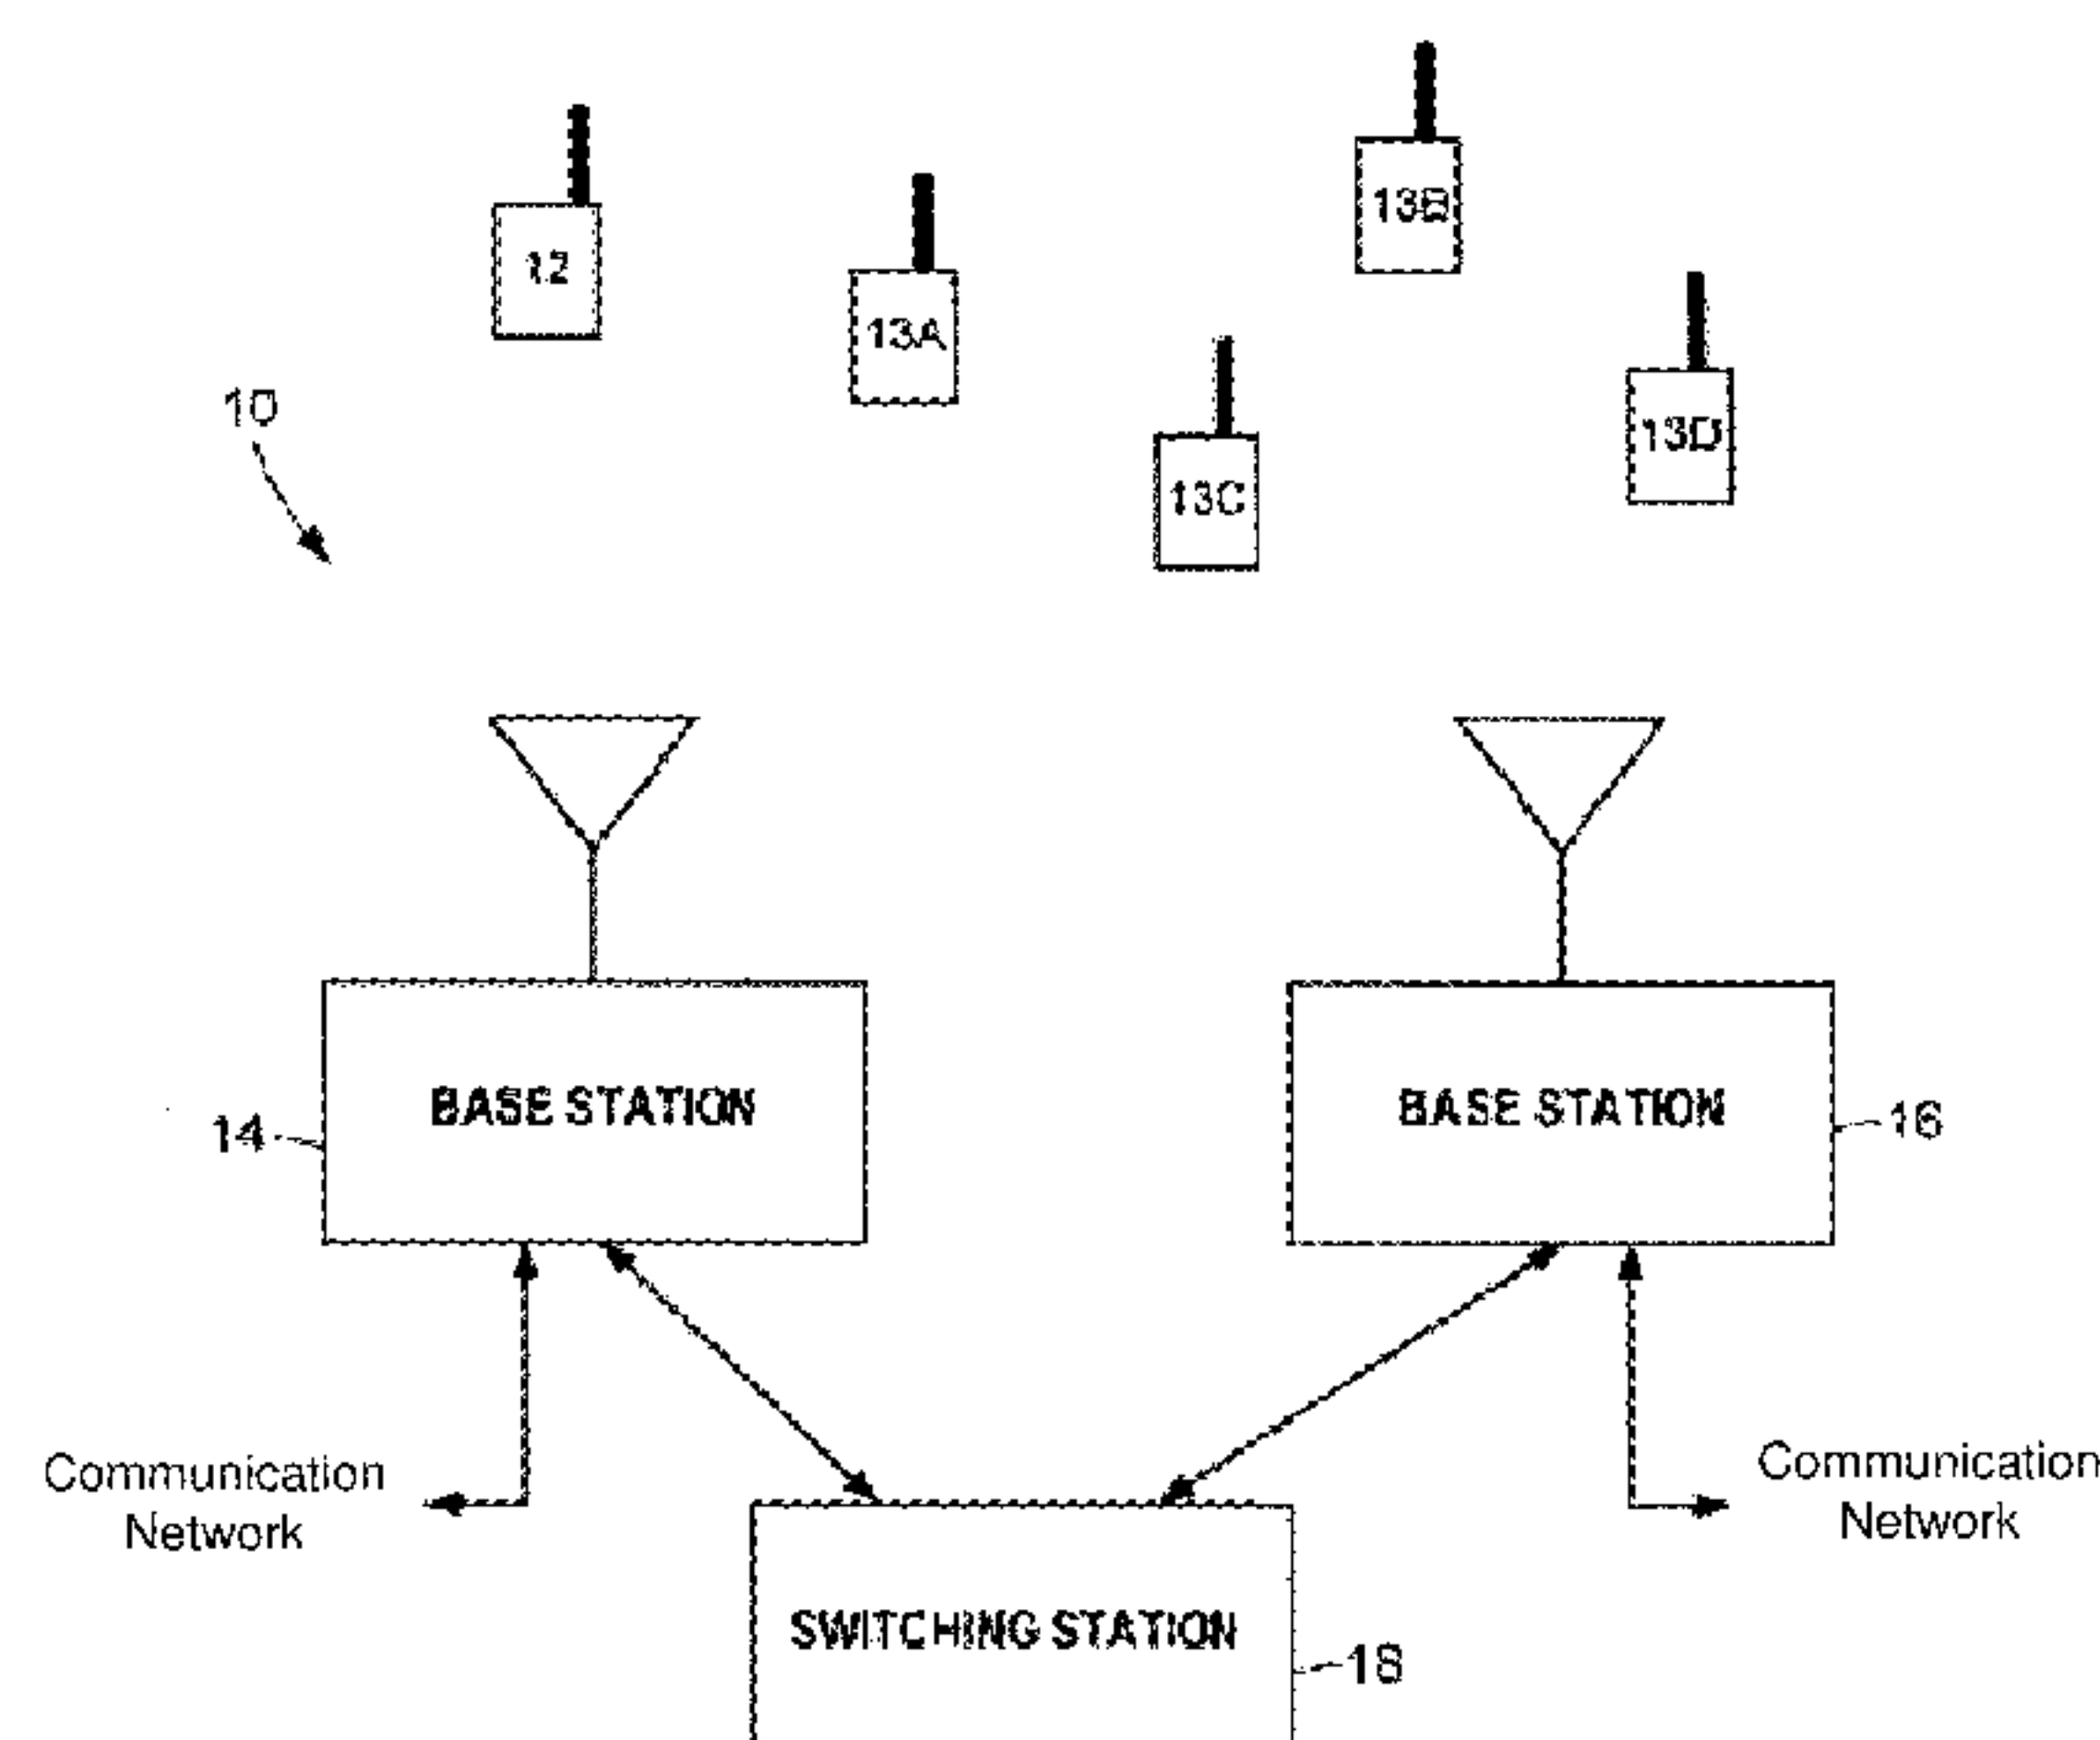 13B
12
13A
10
13D
13C
BASE STATION
BASE STATION
14
16
Communication
Network
Communication
Network
SWITCHING STATION
18